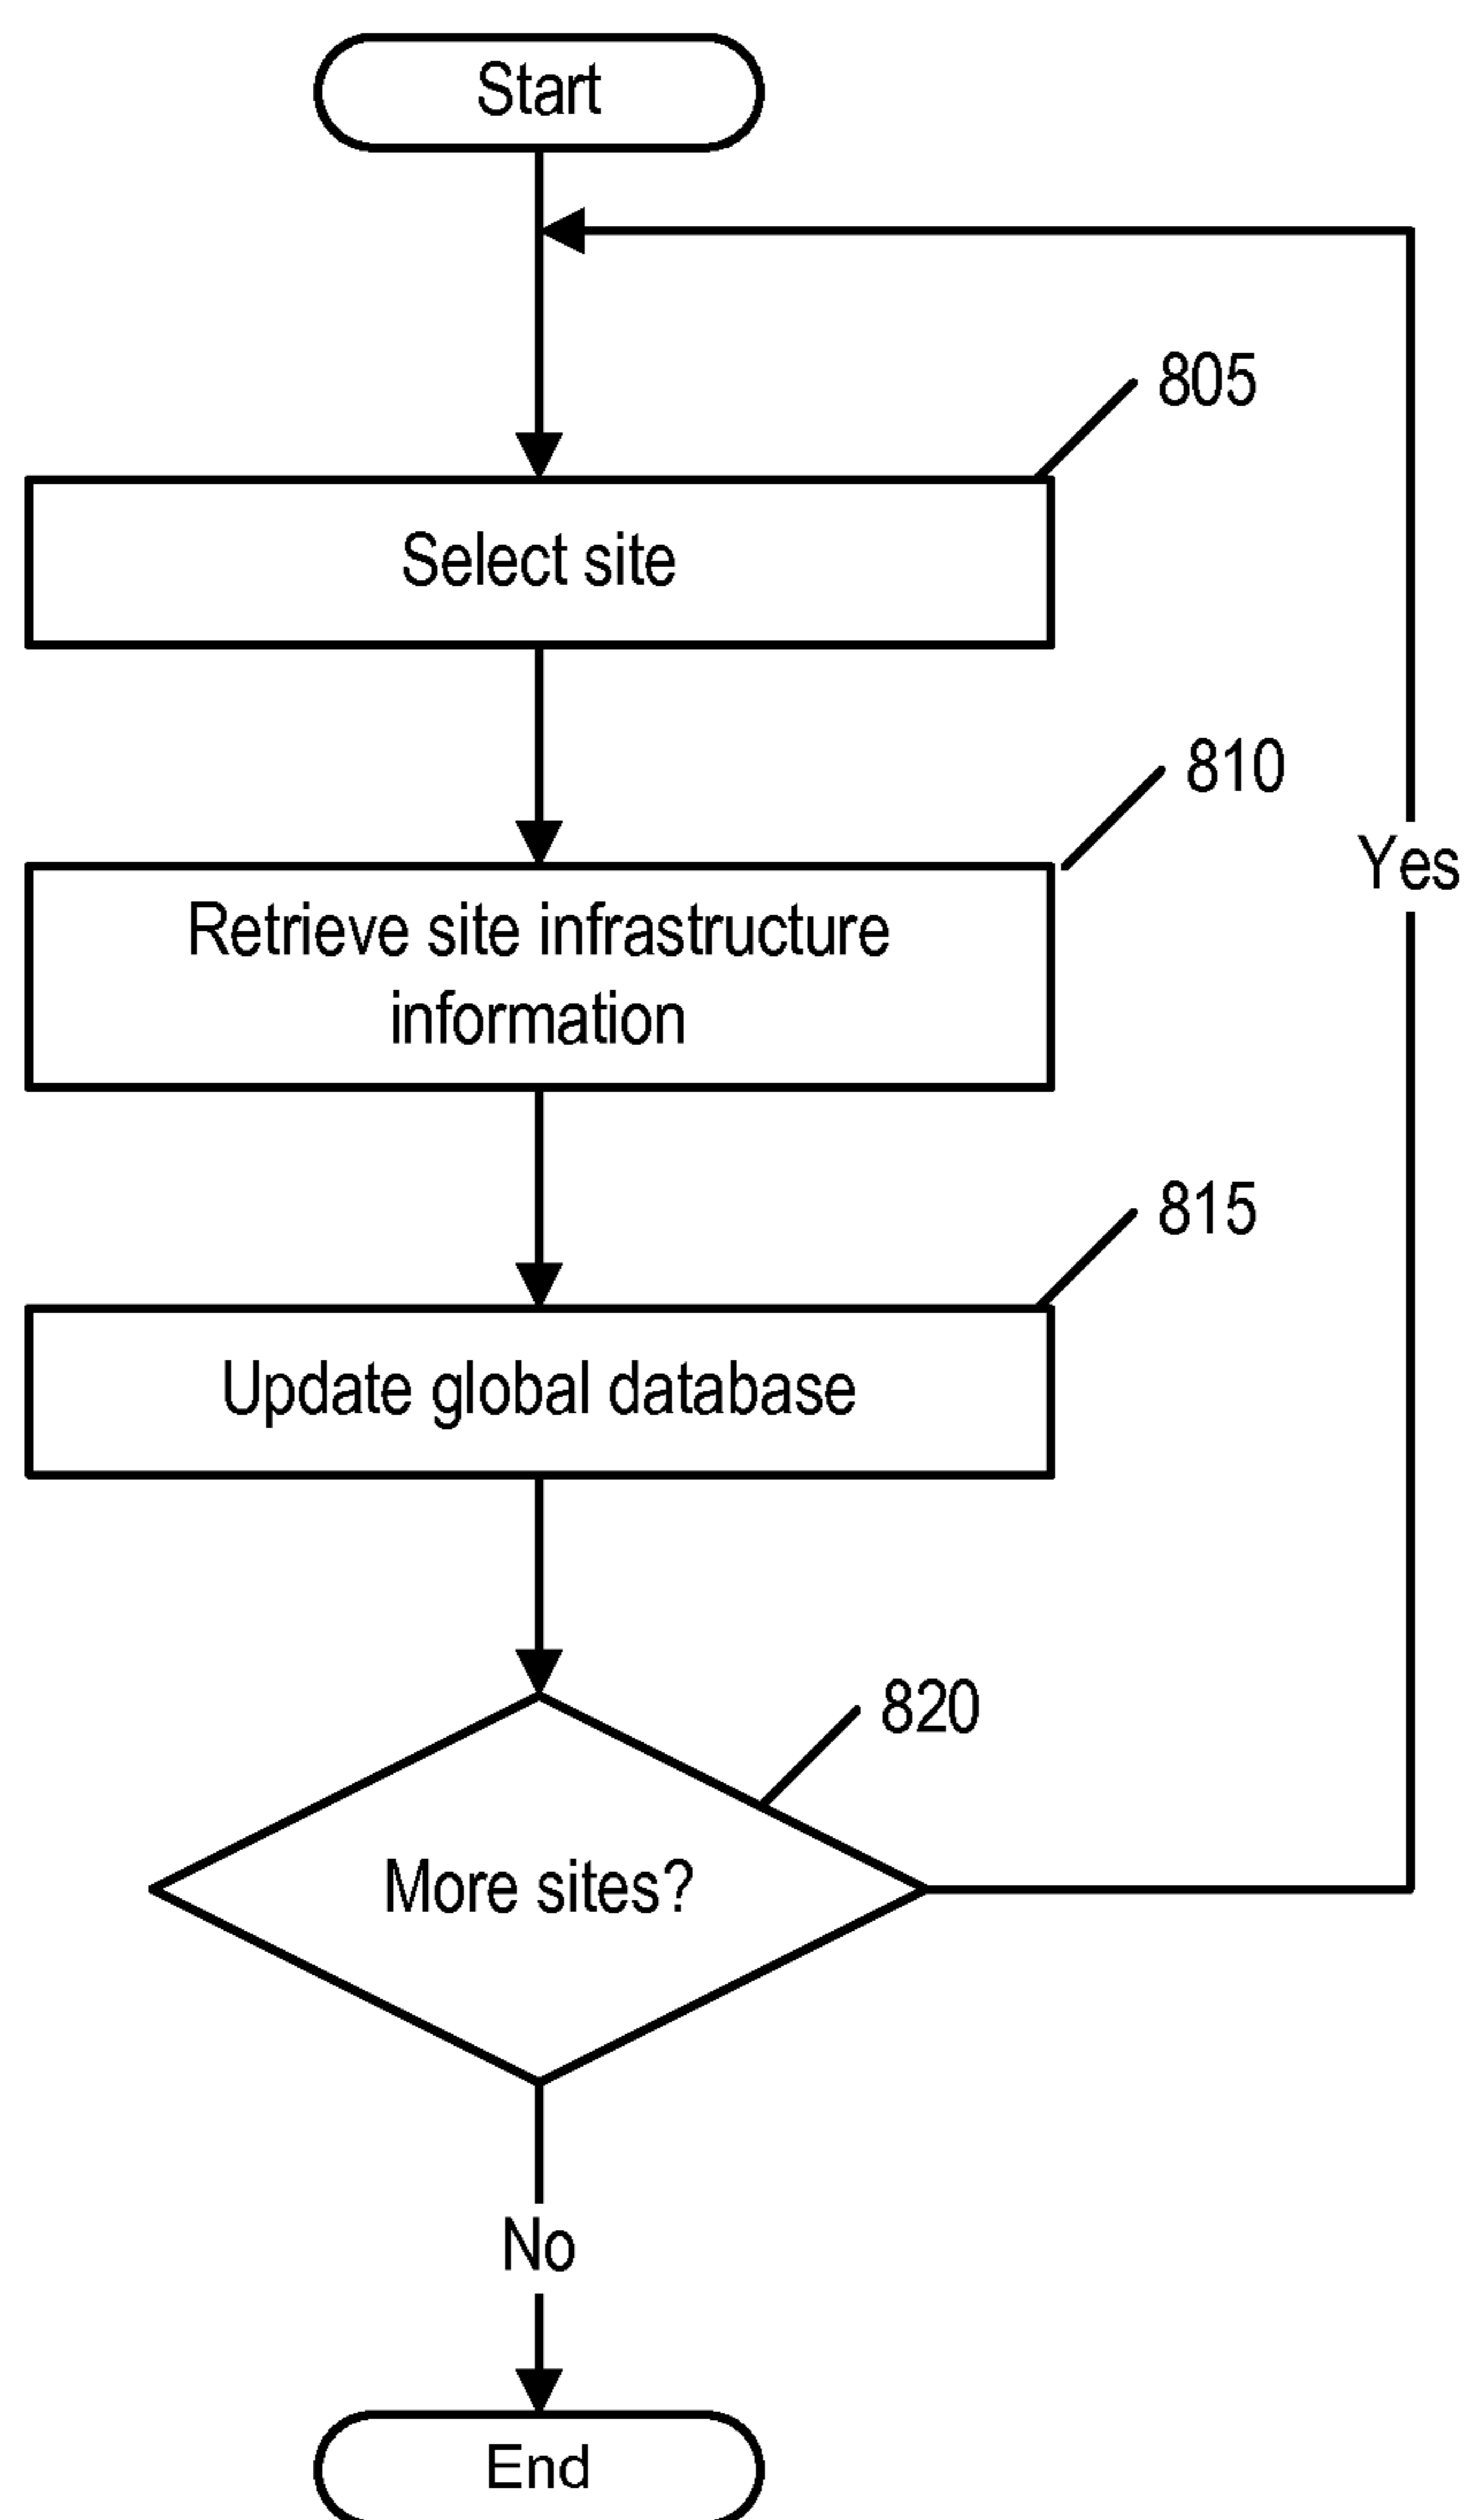 Start
805
Select site
810
Yes
Retrieve site infrastructure
information
815
Update global database
820
More sites?
No
End